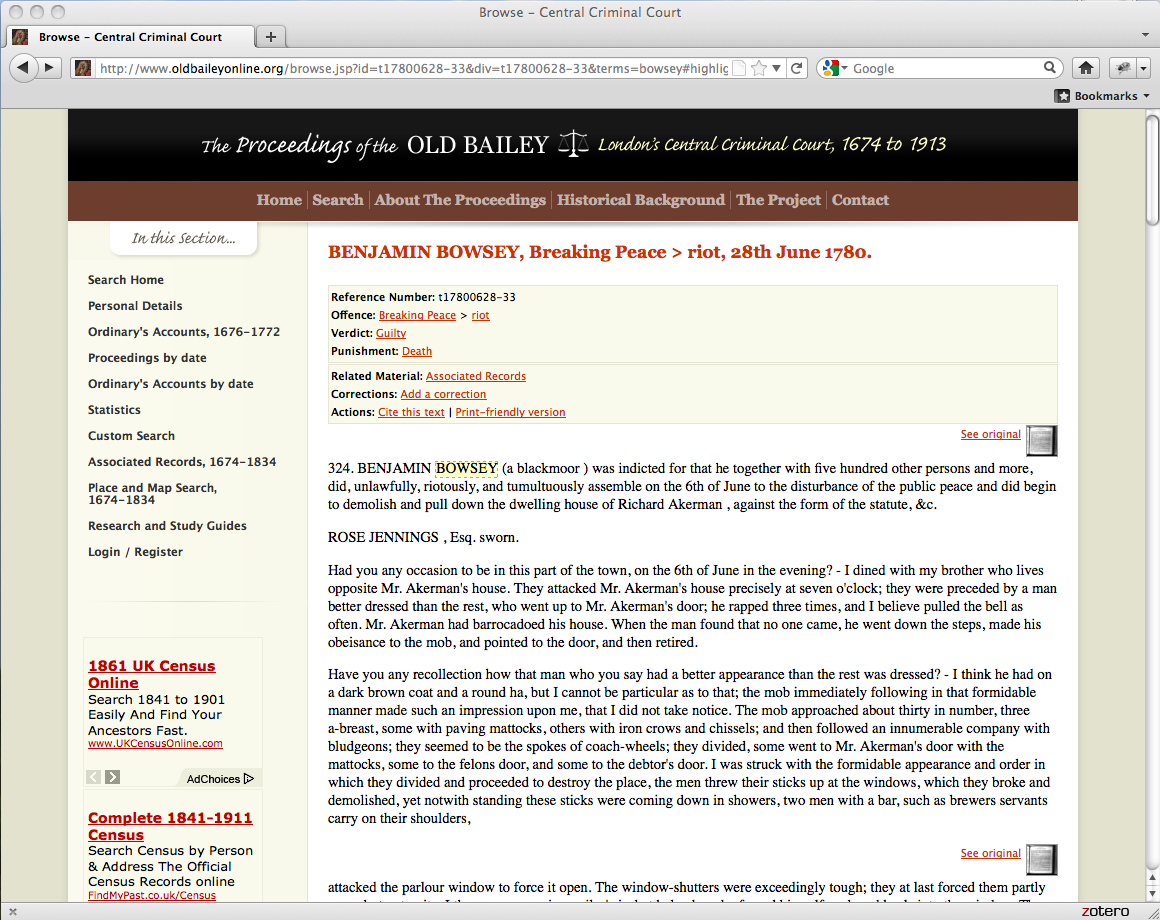 Browse – Central Criminal Court
Browse – Central Criminal Court
http://www.oldbaileyonline.org/browse.jsp?id=t17800628-33&div=t17800628-33&terms=bowsey#highlig
Google
Bookmarks
The Proceedings of the OLD BAILEY London's Central Criminal Court, 1674 to 1913
Home Search About The Proceedings Historical Background The Project Contact
In this Section...
Search Home
Personal Details
Ordinary's Accounts, 1676-1772
Proceedings by date
Ordinary's Accounts by date
Statistics
Custom Search
Associated Records, 1674-1834
Place and Map Search,
1674-1834
Research and Study Guides
Login / Register
1861 UK Census
Online
Search 1841 to 1901
Easily And Find Your
Ancestors Fast.
www.UKCensusOnline.com
AdChoices
Complete 1841-1911
Census
Search Census by Person
& Address The Official
Census Records online
FindMyPast.co.uk/Census
BENJAMIN BOWSEY, Breaking Peace > riot, 28th June 1780.
Reference Number: t17800628-33
Offence: Breaking Peace > riot
Verdict: Guilty
Punishment: Death
Related Material: Associated Records
Corrections: Add a correction
Actions: Cite this text | Print-friendly version
See original
324. BENJAMIN BOWSEY (a blackmoor ) was indicted for that he together with five hundred other persons and more,
did, unlawfully, riotously, and tumultuously assemble on the 6th of June to the disturbance of the public peace and did begin
to demolish and pull down the dwelling house of Richard Akerman , against the form of the statute, &c.
ROSE JENNINGS , Esq. sworn.
Had you any occasion to be in this part of the town, on the 6th of June in the evening? - I dined with my brother who lives
opposite Mr. Akerman's house. They attacked Mr. Akerman's house precisely at seven o'clock; they were preceded by a man
better dressed than the rest, who went up to Mr. Akerman's door; he rapped three times, and I believe pulled the bell as
often. Mr. Akerman had barrocadoed his house. When the man found that no one came, he went down the steps, made his
obeisance to the mob, and pointed to the door, and then retired.
Have you any recollection how that man who you say had a better appearance than the rest was dressed? - I think he had on
a dark brown coat and a round ha, but I cannot be particular as to that; the mob immediately following in that formidable
manner made such an impression upon me, that I did not take notice. The mob approached about thirty in number, three
a-breast, some with paving mattocks, others with iron crows and chissels; and then followed an innumerable company with
bludgeons; they seemed to be the spokes of coach-wheels; they divided, some went to Mr. Akerman's door with the
mattocks, some to the felons door, and some to the debtor's door. I was struck with the formidable appearance and order in
which they divided and proceeded to destroy the place, the men threw their sticks up at the windows, which they broke and
demolished, yet notwith standing these sticks were coming down in showers, two men with a bar, such as brewers servants
carry on their shoulders,
See original
attacked the parlour window to force it open. The window-shutters were exceedingly tough; they at last forced them partly
zotero